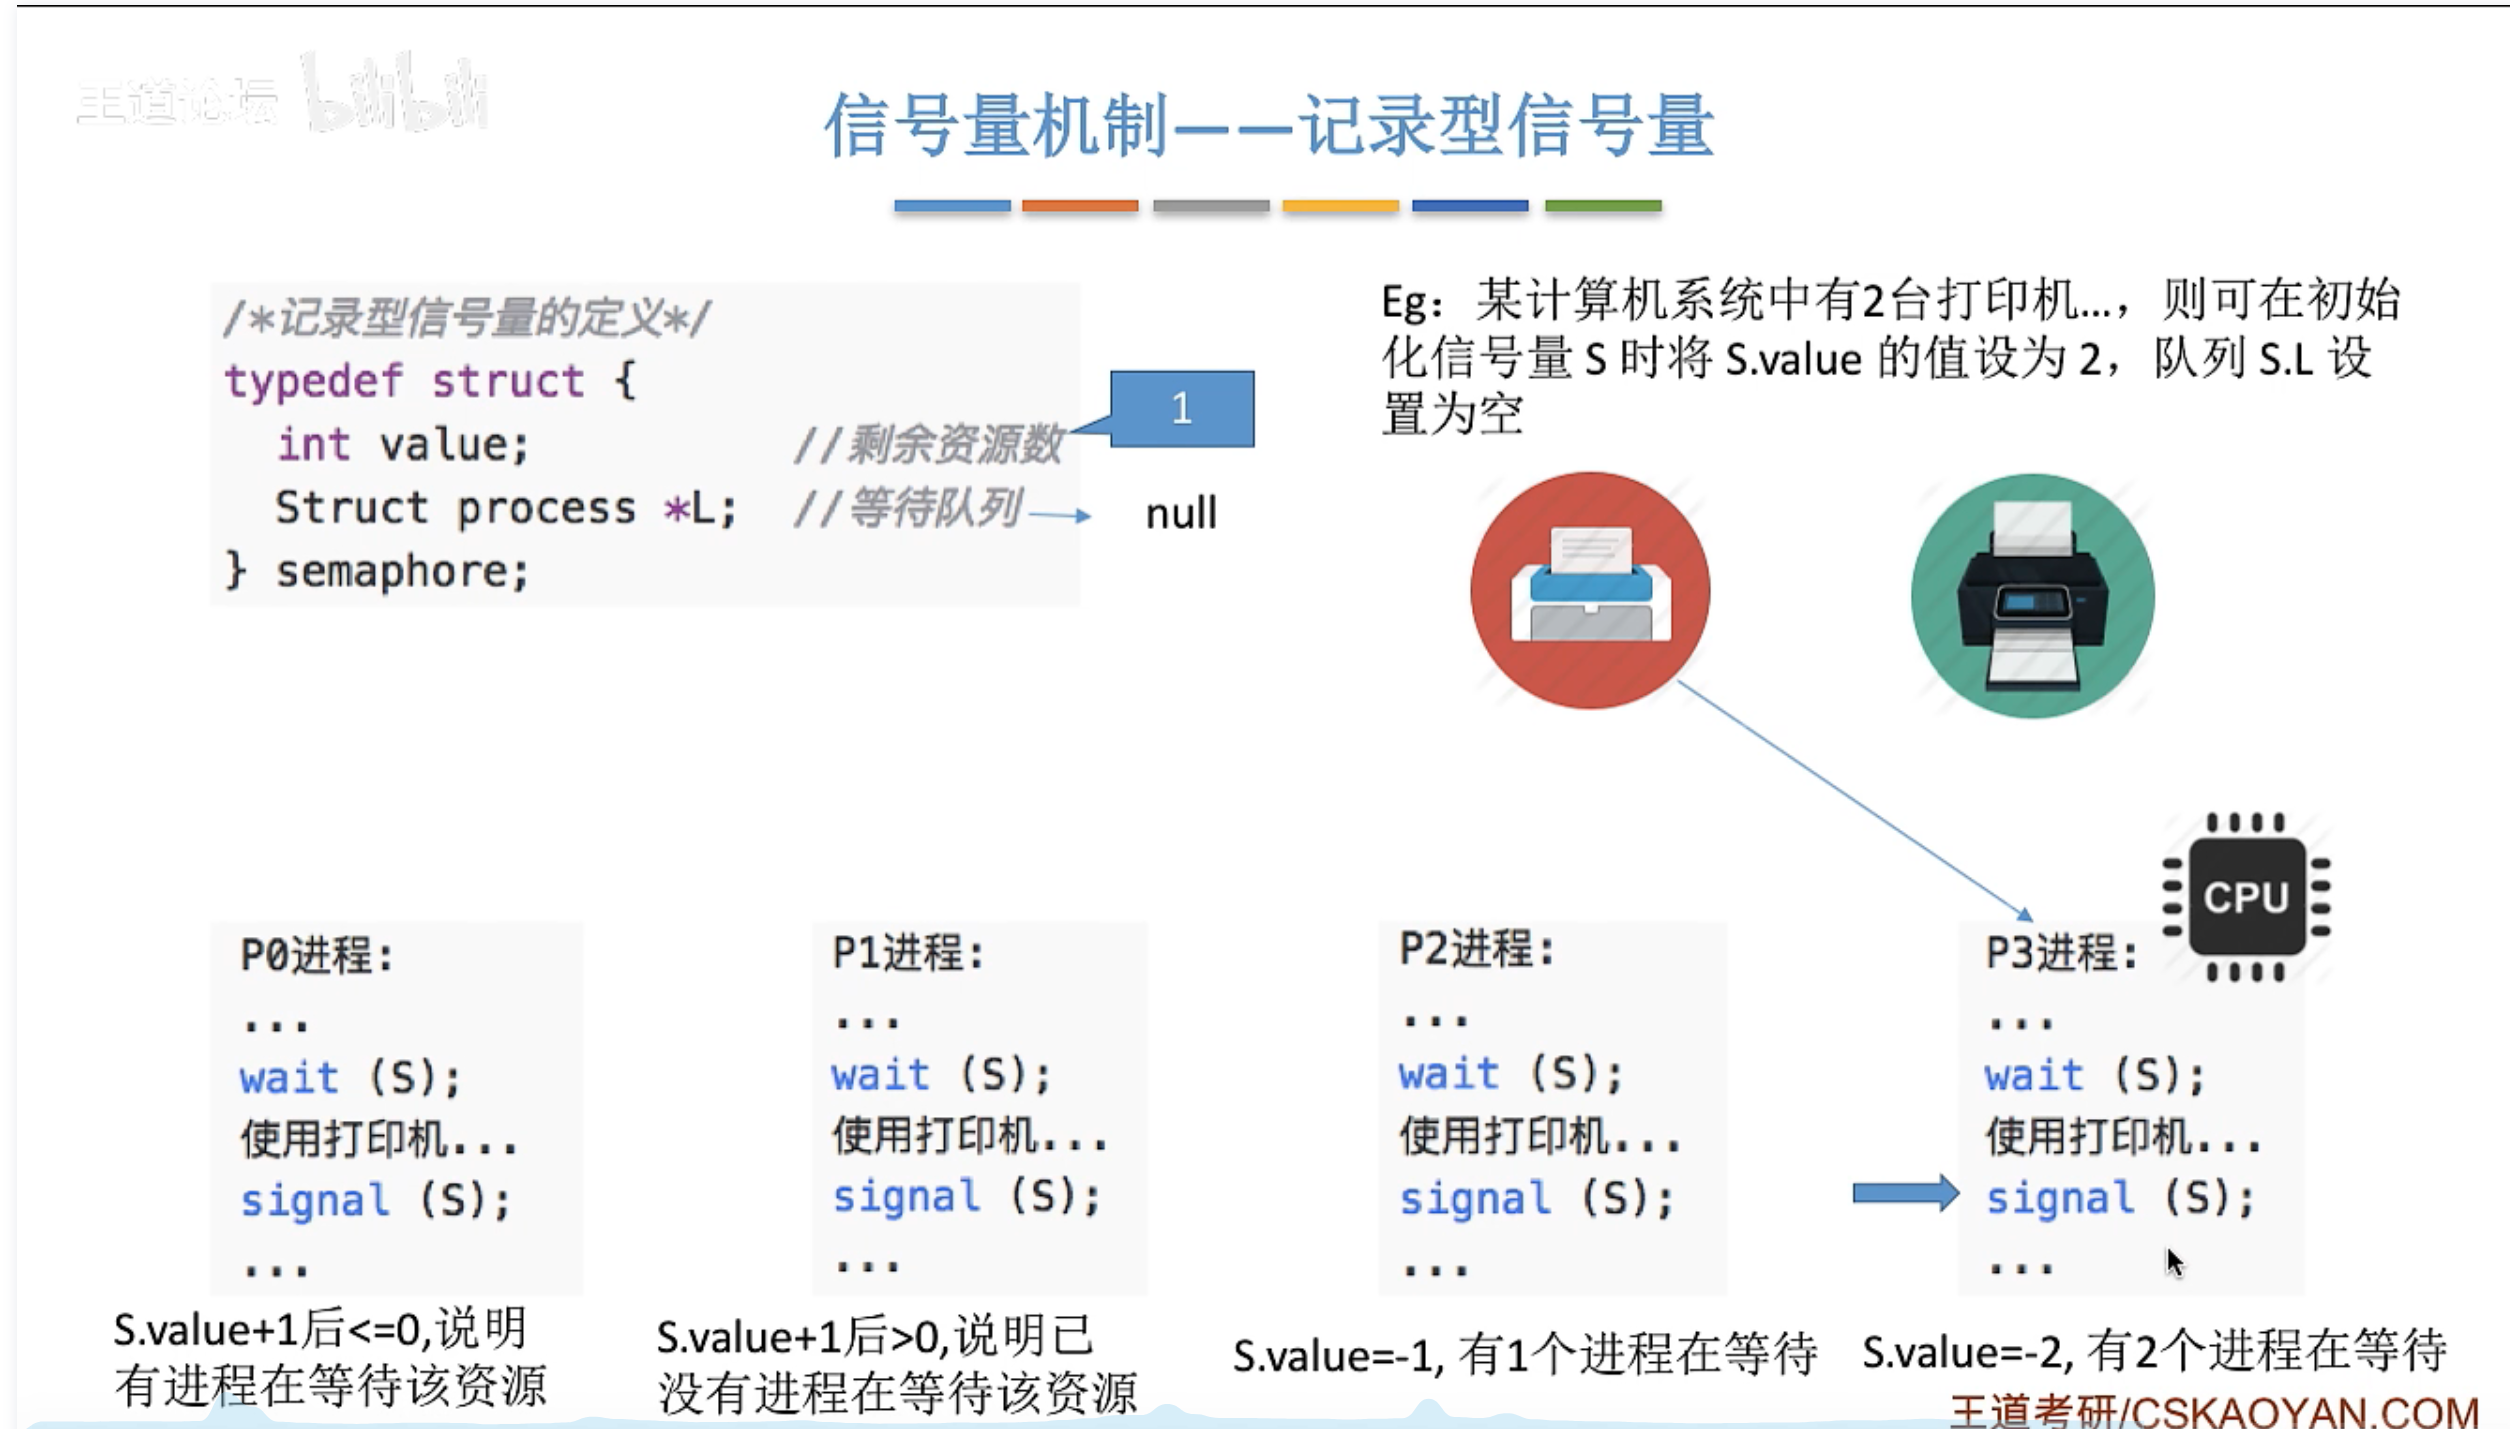 王道论坛 bilibili
信号量机制——记录型信号量
/*记录型信号量的定义*/
typedef struct {
int value; //剩余资源数
Struct process *L; //等待队列
} semaphore;
1
null
Eg：某计算机系统中有2台打印机...，则可在初始
化信号量 S 时将 S.value 的值设为 2，队列 S.L 设
置为空
CPU
P0进程:
...
wait (S);
使用打印机...
signal (S);
...
S.value+1后<=0,说明
有进程在等待该资源
P1进程:
...
wait (S);
使用打印机...
signal (S);
...
S.value+1后>0,说明已
没有进程在等待该资源
P2进程:
...
wait (S);
使用打印机...
signal (S);
...
S.value=-1, 有1个进程在等待
P3进程:
...
wait (S);
使用打印机...
signal (S);
...
S.value=-2, 有2个进程在等待
王道考研/CSKAOYAN.COM